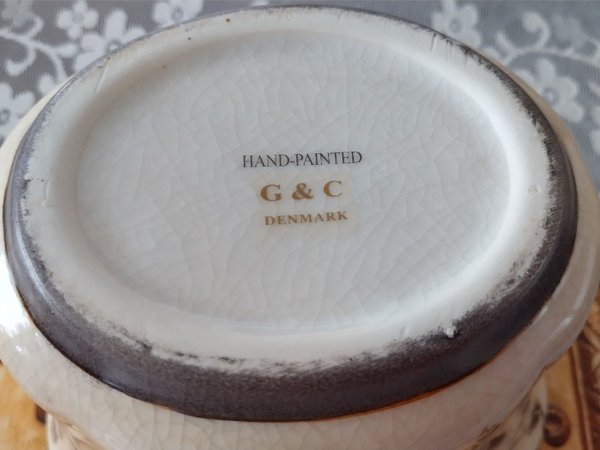 HAND-PAINTED
G & C
DENMARK